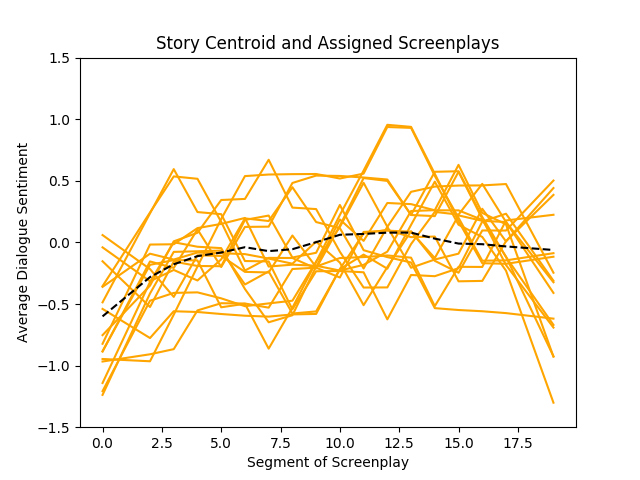 Story Centroid and Assigned Screenplays
1.5
1.0
0.5
0.0
−0.5
−1.0
−1.5
Average Dialogue Sentiment
0.0 2.5 5.0 7.5 10.0 12.5 15.0 17.5
Segment of Screenplay